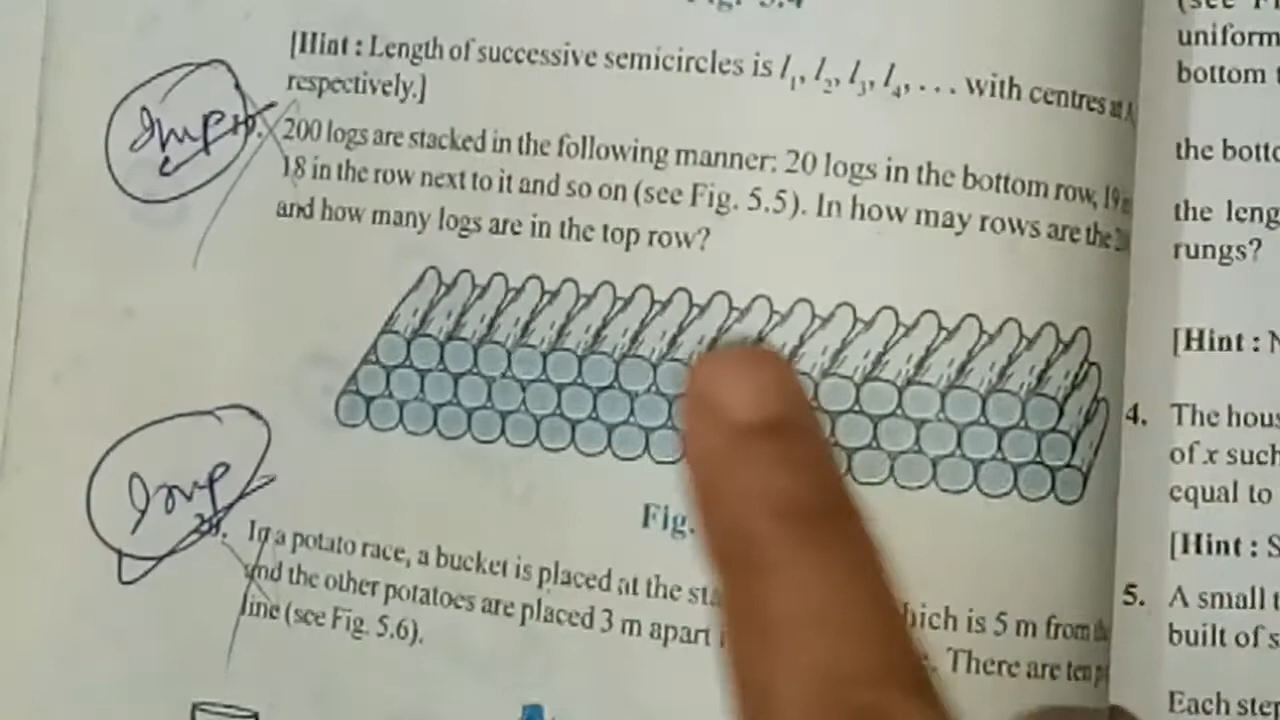 [Hint : Length of successive semicircles is l₁, l₂, l₃, l₄, . . . with centres at A
respectively.]
Imp
200 logs are stacked in the following manner: 20 logs in the bottom row, 19
18 in the row next to it and so on (see Fig. 5.5). In how may rows are the
and how many logs are in the top row?
Fig.
Imp
In a potato race, a bucket is placed at the
and the other potatoes are placed 3 m apart
line (see Fig. 5.6).
which is 5 m from the
There are ten
uniform
bottom
the
the
rungs?
[Hint :
4. The
of x such
equal to
[Hint :
5. A small
built of
Each